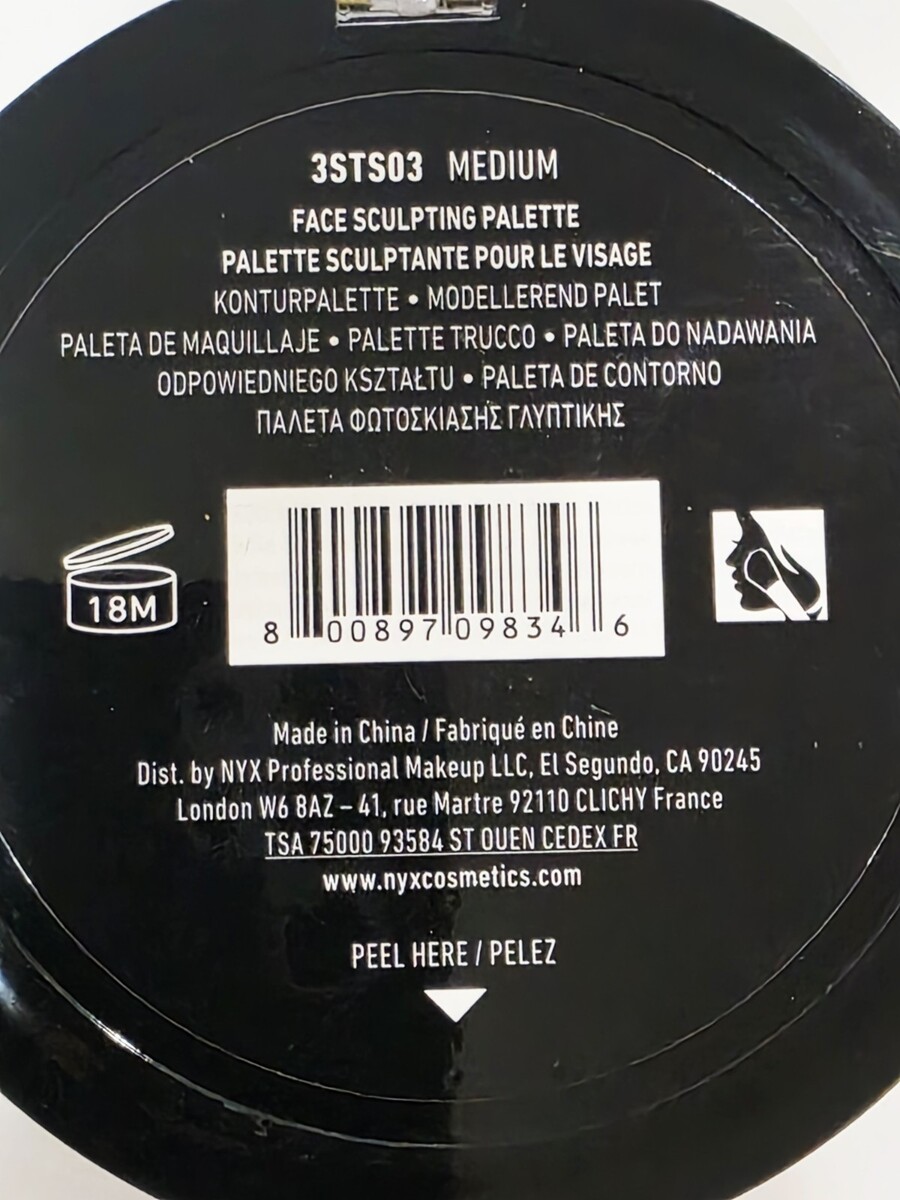 3STS03 MEDIUM
FACE SCULPTING PALETTE
PALETTE SCULPTANTE POUR LE VISAGE
KONTURPALETTE • MODELLEREND PALET
PALETA DE MAQUILLAJE • PALETTE TRUCCO • PALETA DO NADAWANIA
ODPOWIEDNIEGO KSZTAŁTU • PALETA DE CONTORNO
ΠΑΛΕΤΑ ΦΩΤΟΣΚΙΑΣΗΣ ΓΛΥΠΤΙΚΗΣ
18M
8 00897 09834 6
Made in China / Fabriqué en Chine
Dist. by NYX Professional Makeup LLC, El Segundo, CA 90245
London W6 8AZ – 41, rue Martre 92110 CLICHY France
TSA 75000 93584 ST OUEN CEDEX FR
www.nyxcosmetics.com
PEEL HERE / PELEZ